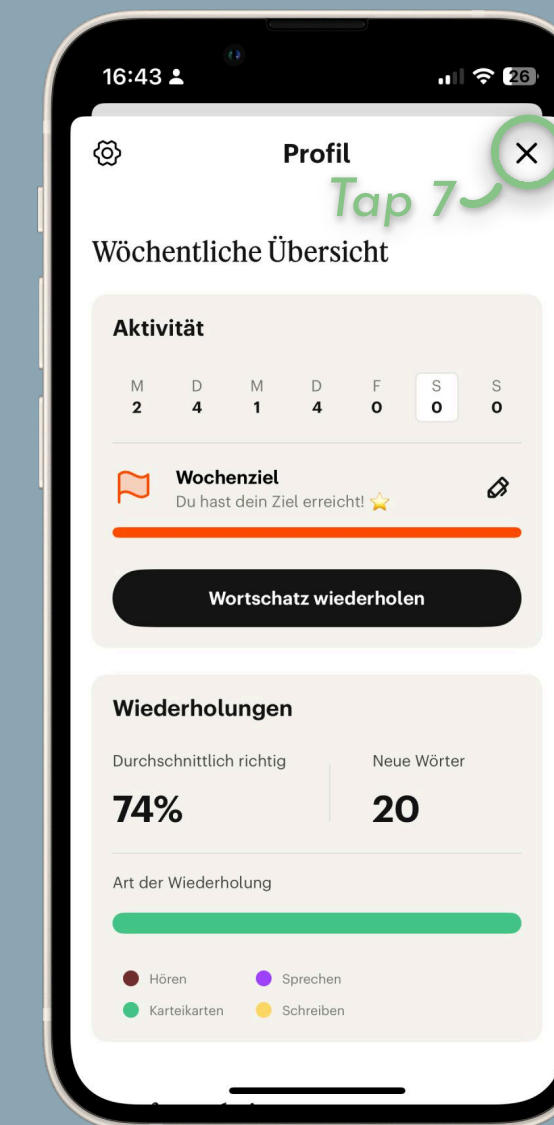 16:43
26
Profil
Tap 7
Wöchentliche Übersicht
Aktivität
M D M D F S S
2 4 1 4 0 0 0
Wochenziel
Du hast dein Ziel erreicht! ⭐
Wortschatz wiederholen
Wiederholungen
Durchschnittlich richtig Neue Wörter
74% 20
Art der Wiederholung
Hören Sprechen
Karteikarten Schreiben